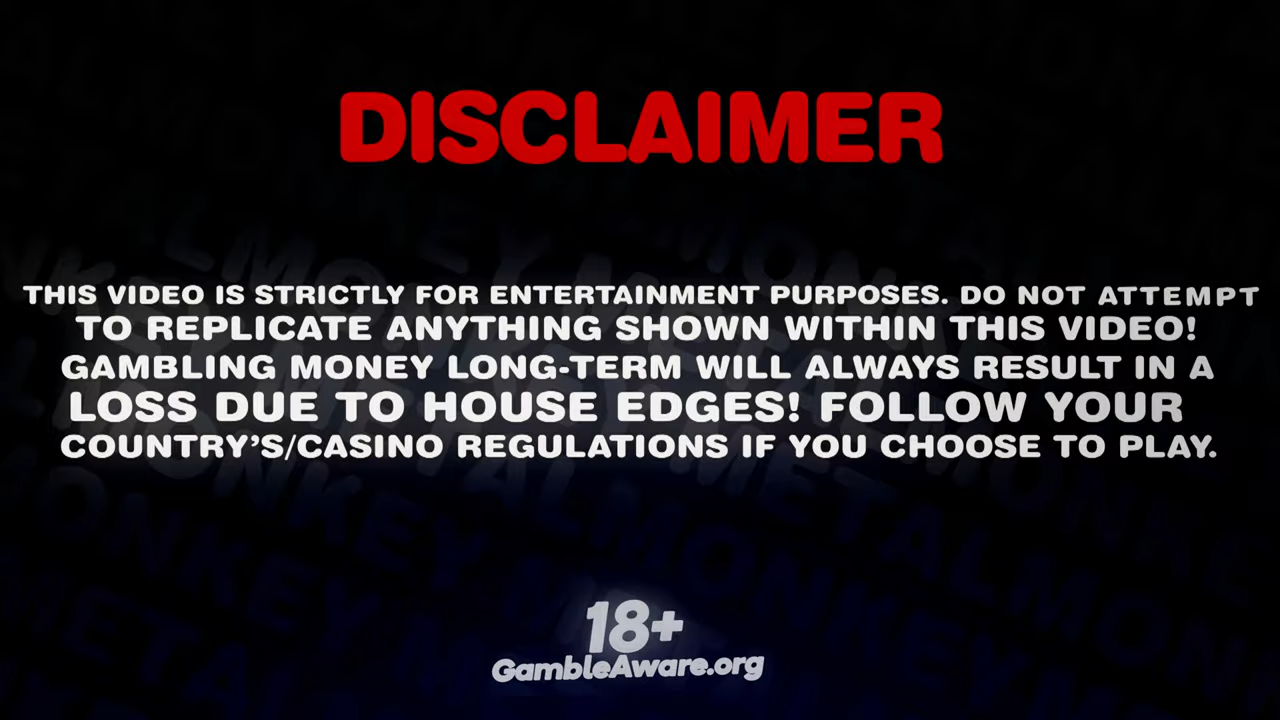 DISCLAIMER
THIS VIDEO IS STRICTLY FOR ENTERTAINMENT PURPOSES. DO NOT ATTEMPT
TO REPLICATE ANYTHING SHOWN WITHIN THIS VIDEO!
GAMBLING MONEY LONG-TERM WILL ALWAYS RESULT IN A
LOSS DUE TO HOUSE EDGES! FOLLOW YOUR
COUNTRY'S/CASINO REGULATIONS IF YOU CHOOSE TO PLAY.
18+
GambleAware.org